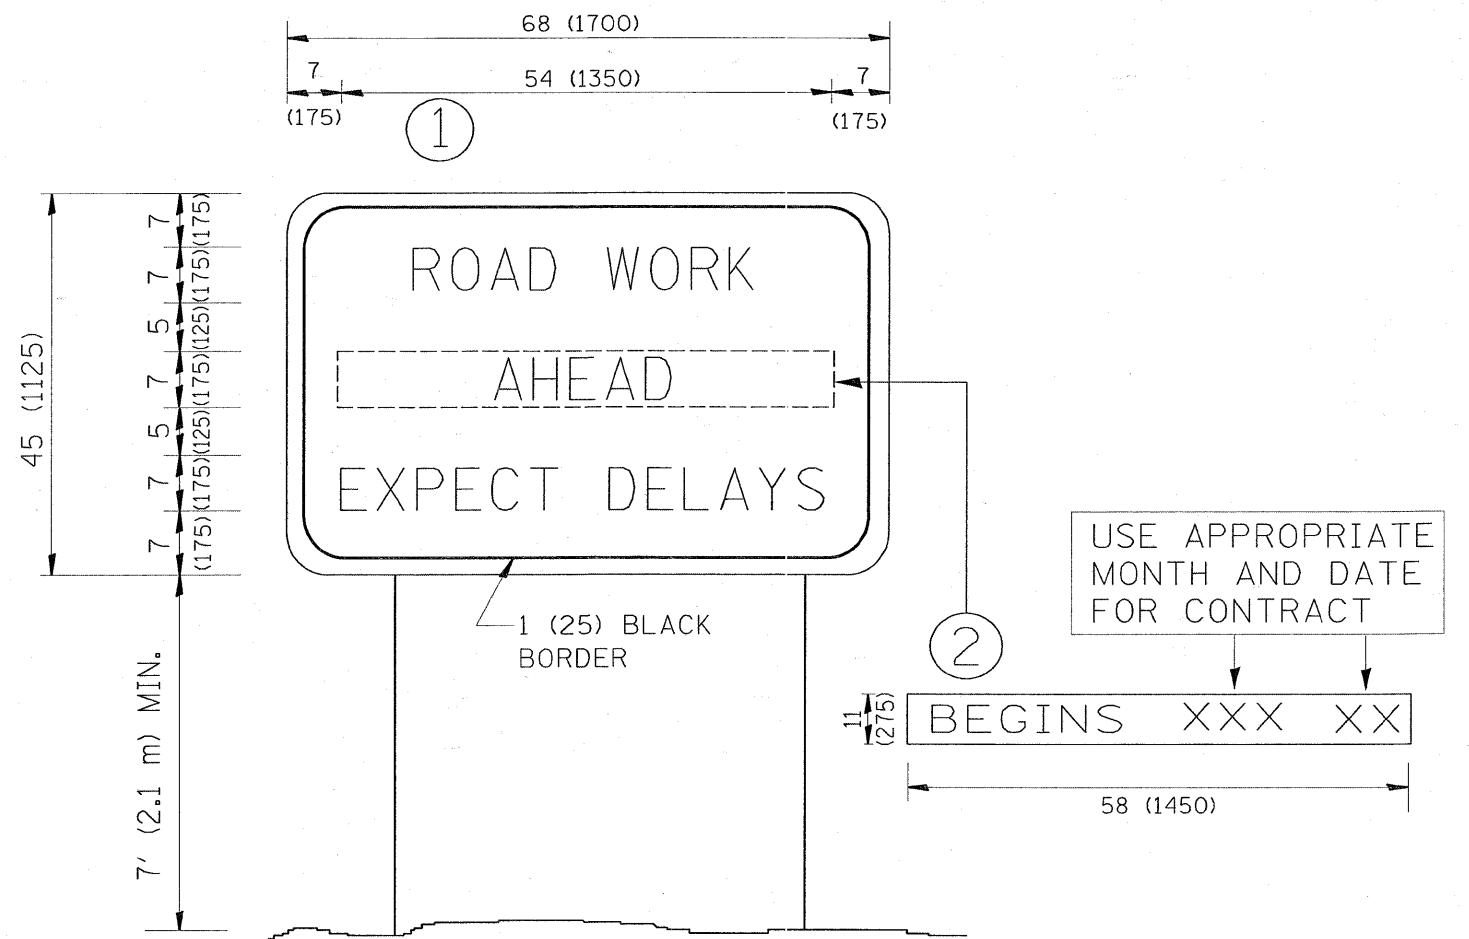 68 (1700)
7
54 (1350)
7
(175)
(175)
1
45 (1125)
7
(175)
7
(175)
5
(125)
7
(175)
5
(125)
7
(175)
7
(175)
ROAD WORK
AHEAD
EXPECT DELAYS
1 (25) BLACK
BORDER
7' (2.1 m) MIN.
2
USE APPROPRIATE
MONTH AND DATE
FOR CONTRACT
11
(275)
BEGINS XXX XX
58 (1450)